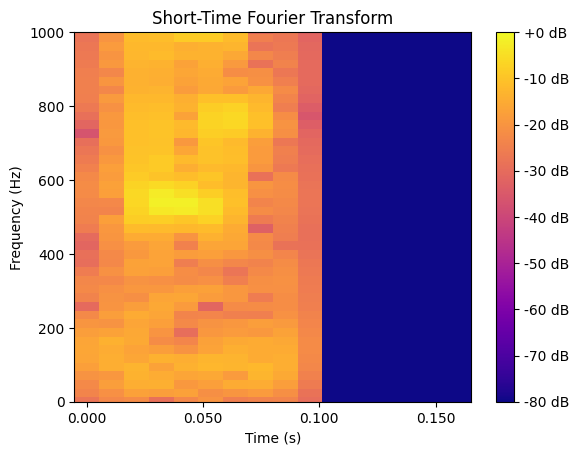 Short-Time Fourier Transform
1000
800
600
400
200
0
Frequency (Hz)
0.000
0.050
0.100
0.150
Time (s)
+0 dB
-10 dB
-20 dB
-30 dB
-40 dB
-50 dB
-60 dB
-70 dB
-80 dB